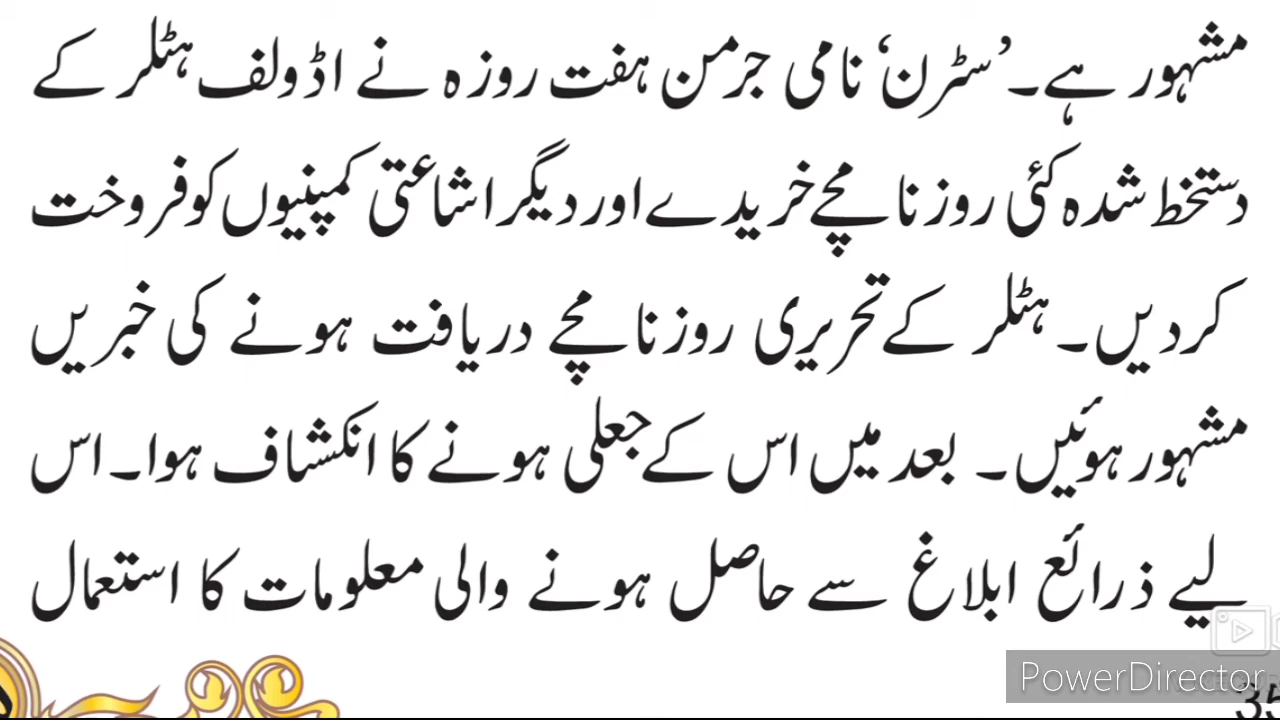 مشہور ہے۔ ’سٹرن‘ نامی جرمن ہفت روزہ نے اڈولف ہٹلر کے
دستخط شدہ کئی روزنامچے خریدے اور دیگر اشاعتی کمپنیوں کو فروخت
کردیں۔ ہٹلر کے تحریری روزنامچے دریافت ہونے کی خبریں
مشہور ہوئیں۔ بعد میں اس کے جعلی ہونے کا انکشاف ہوا۔ اس
لیے ذرائع ابلاغ سے حاصل ہونے والی معلومات کا استعمال
PowerDirector
35